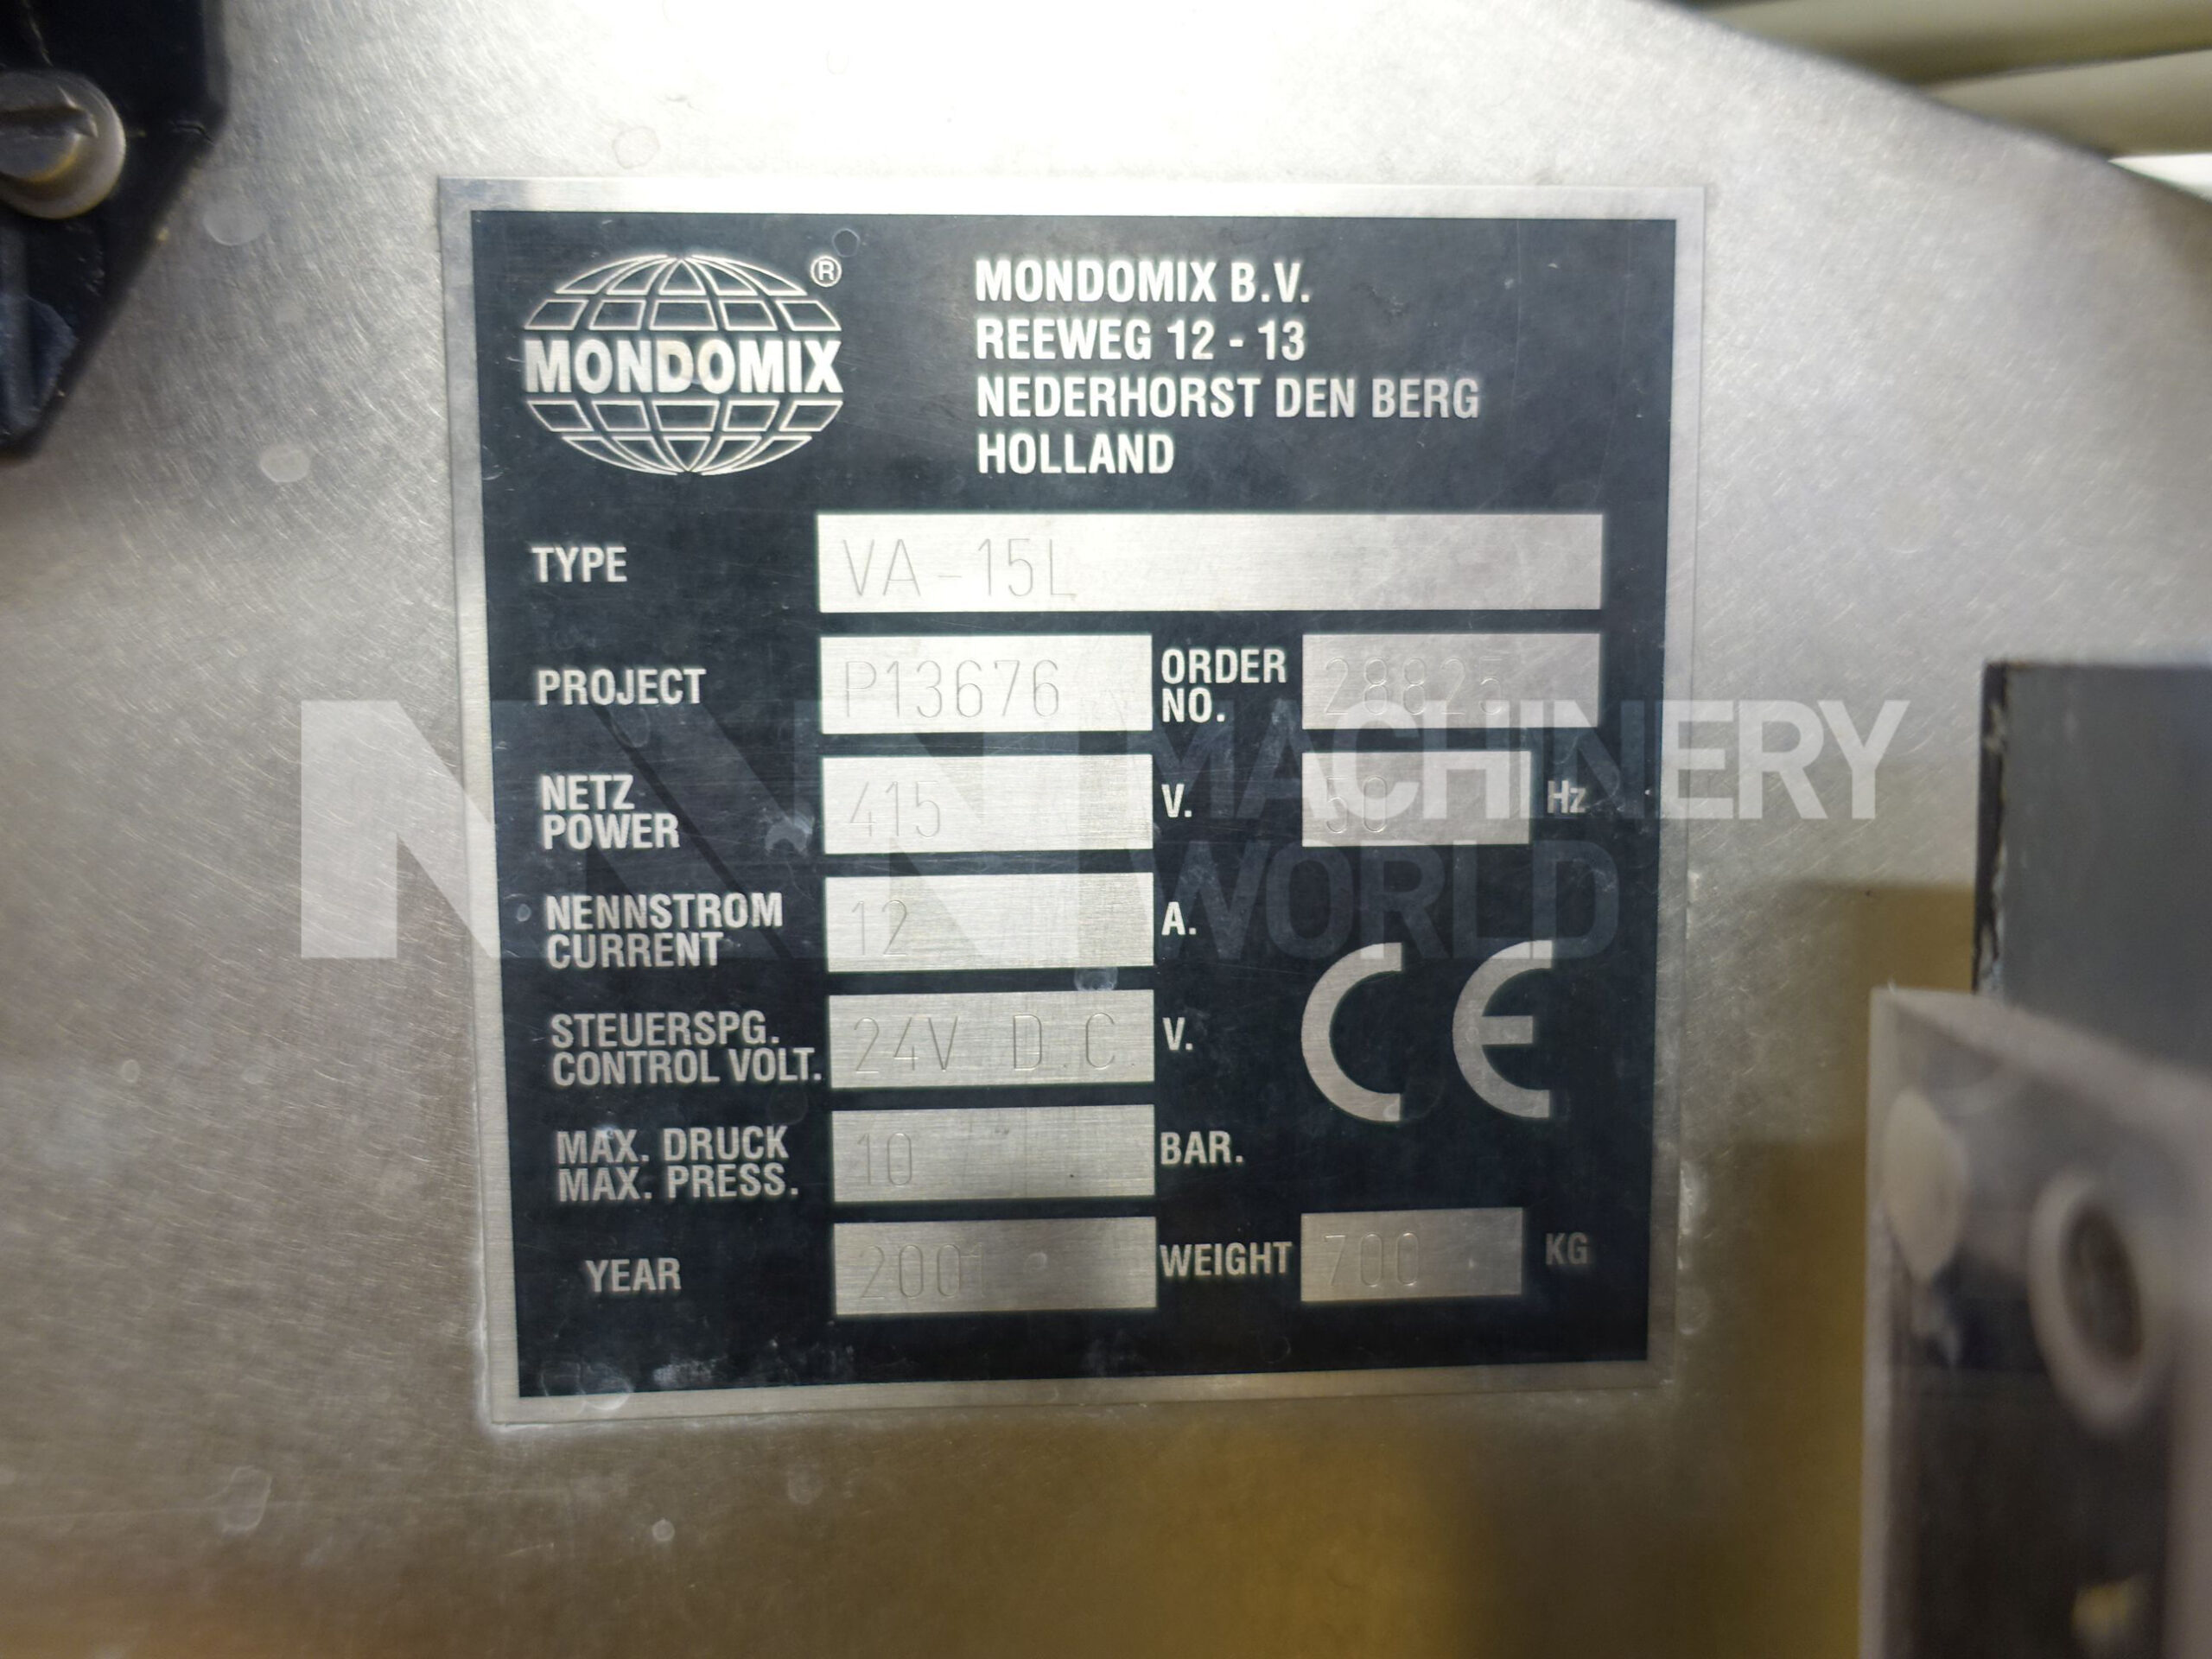 MONDOMIX ®
MONDOMIX B.V.
REEWEG 12 - 13
NEDERHORST DEN BERG
HOLLAND
TYPE VA-15L
PROJECT P13676 ORDER NO. 28825
NETZ POWER 415 V. 50 Hz
NENNSTROM CURRENT 12 A.
STEUERSPG. CONTROL VOLT. 24V D.C. V.
CE
MAX. DRUCK MAX. PRESS. 10 BAR.
YEAR 2001 WEIGHT 700 KG
MACHINERY
WORLD